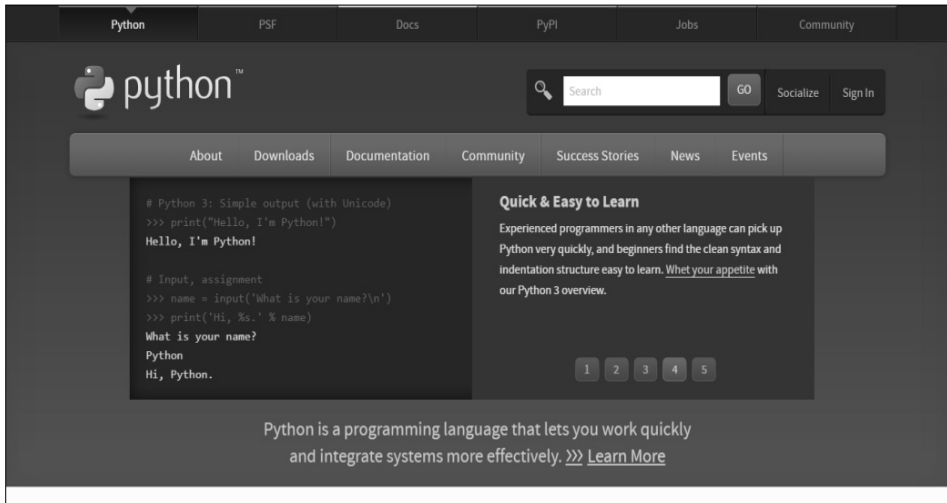 Python PSF Docs PyPI Jobs Community
python™
Search GO Socialize Sign In
About Downloads Documentation Community Success Stories News Events
# Python 3: Simple output (with Unicode)
>>> print("Hello, I'm Python!")
Hello, I'm Python!
# Input, assignment
>>> name = input('What is your name?\n')
>>> print('Hi, %s.' % name)
What is your name?
Python
Hi, Python.
Quick & Easy to Learn
Experienced programmers in any other language can pick up
Python very quickly, and beginners find the clean syntax and
indentation structure easy to learn. Whet your appetite with
our Python 3 overview.
1 2 3 4 5
Python is a programming language that lets you work quickly
and integrate systems more effectively. >>> Learn More